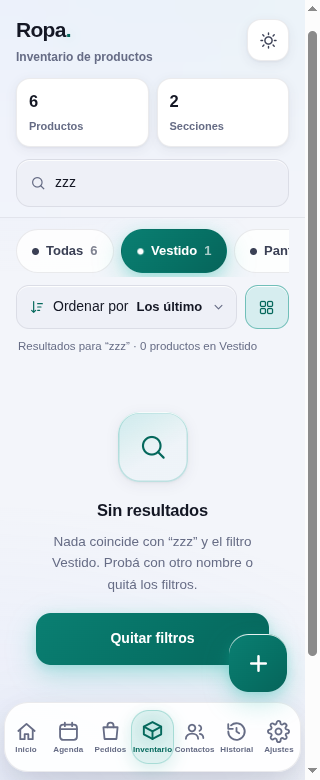 Ropa.
Inventario de productos
6
Productos
2
Secciones
zzz
Todas 6
Vestido 1
Pan
Ordenar por Los último
Resultados para “zzz” · 0 productos en Vestido
Sin resultados
Nada coincide con “zzz” y el filtro
Vestido. Probá con otro nombre o
quitá los filtros.
Quitar filtros
Inicio
Agenda
Pedidos
Inventario
Contactos
Historial
Ajustes